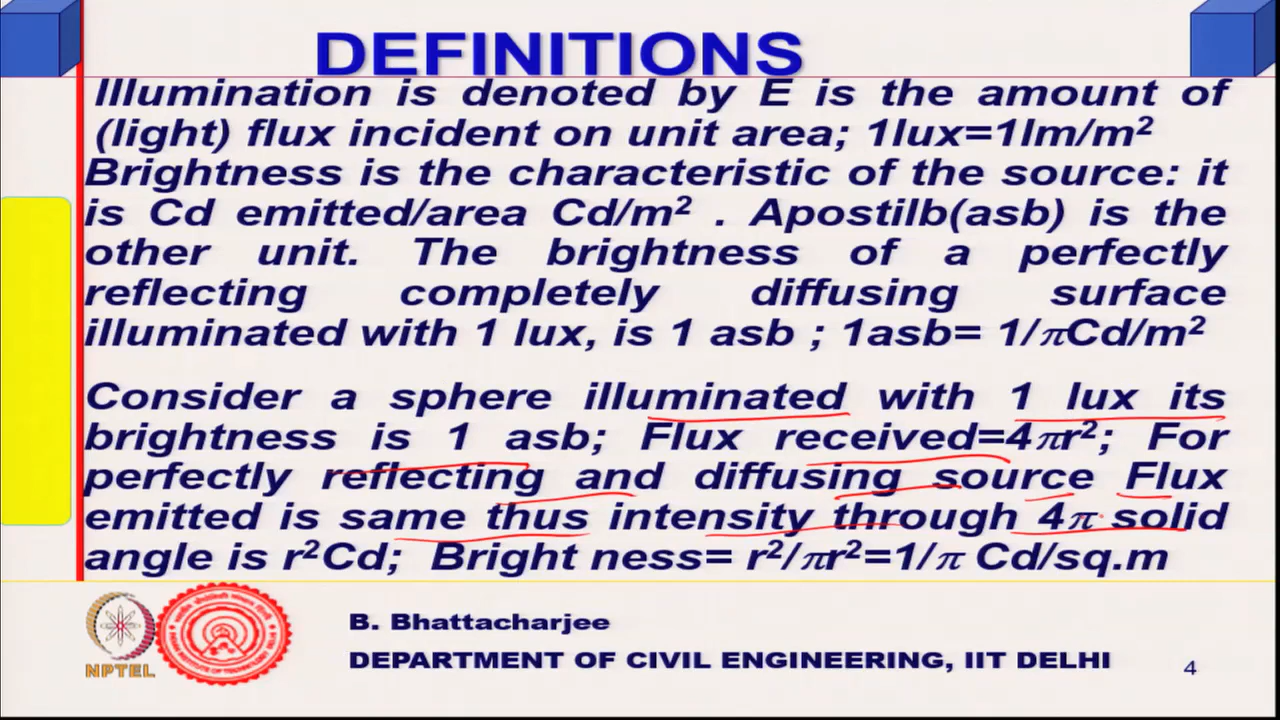 DEFINITIONS
Illumination is denoted by E is the amount of
(light) flux incident on unit area; 1lux=1lm/m²
Brightness is the characteristic of the source: it
is Cd emitted/area Cd/m² . Apostilb(asb) is the
other unit. The brightness of a perfectly
reflecting completely diffusing surface
illuminated with 1 lux, is 1 asb ; 1asb= 1/πCd/m²
Consider a sphere illuminated with 1 lux its
brightness is 1 asb; Flux received=4πr²; For
perfectly reflecting and diffusing source Flux
emitted is same thus intensity through 4π solid
angle is r²Cd; Bright ness= r²/πr²=1/π Cd/sq.m
B. Bhattacharjee
DEPARTMENT OF CIVIL ENGINEERING, IIT DELHI
NPTEL
4